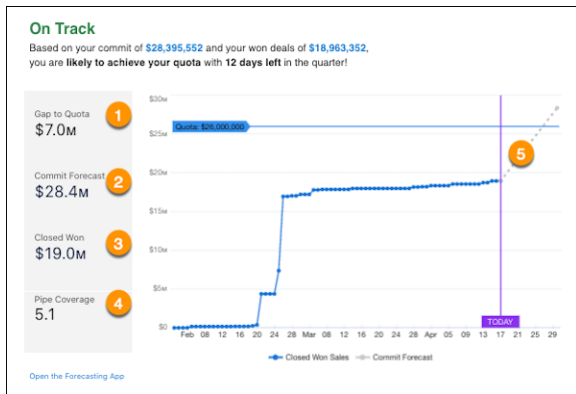 On Track
Based on your commit of $28,395,552 and your won deals of $18,963,352,
you are likely to achieve your quota with 12 days left in the quarter!
Gap to Quota
$7.0M
1
Commit Forecast
$28.4M
2
Closed Won
$19.0M
3
Pipe Coverage
5.1
4
$30M
Quota: $26,000,000
$25M
5
$20M
$15M
$10M
$5M
$0
TODAY
Feb 08 12 16 20 24 28 Mar 08 12 16 20 24 28 Apr 05 09 13 17 21 25 29
Closed Won Sales Commit Forecast
Open the Forecasting App